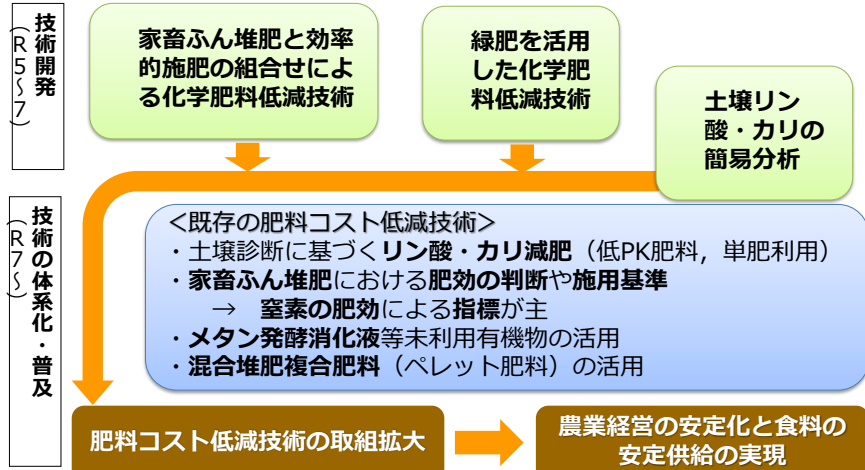 技術開発
（R5～7）
家畜ふん堆肥と効率
的施肥の組合せによ
る化学肥料低減技術
緑肥を活用
した化学肥
料低減技術
土壌リン
酸・カリの
簡易分析
技術の体系化・普及
（R7～）
＜既存の肥料コスト低減技術＞
・土壌診断に基づくリン酸・カリ減肥（低PK肥料，単肥利用）
・家畜ふん堆肥における肥効の判断や施用基準
→　窒素の肥効による指標が主
・メタン発酵消化液等未利用有機物の活用
・混合堆肥複合肥料（ペレット肥料）の活用
肥料コスト低減技術の取組拡大
農業経営の安定化と食料の
安定供給の実現